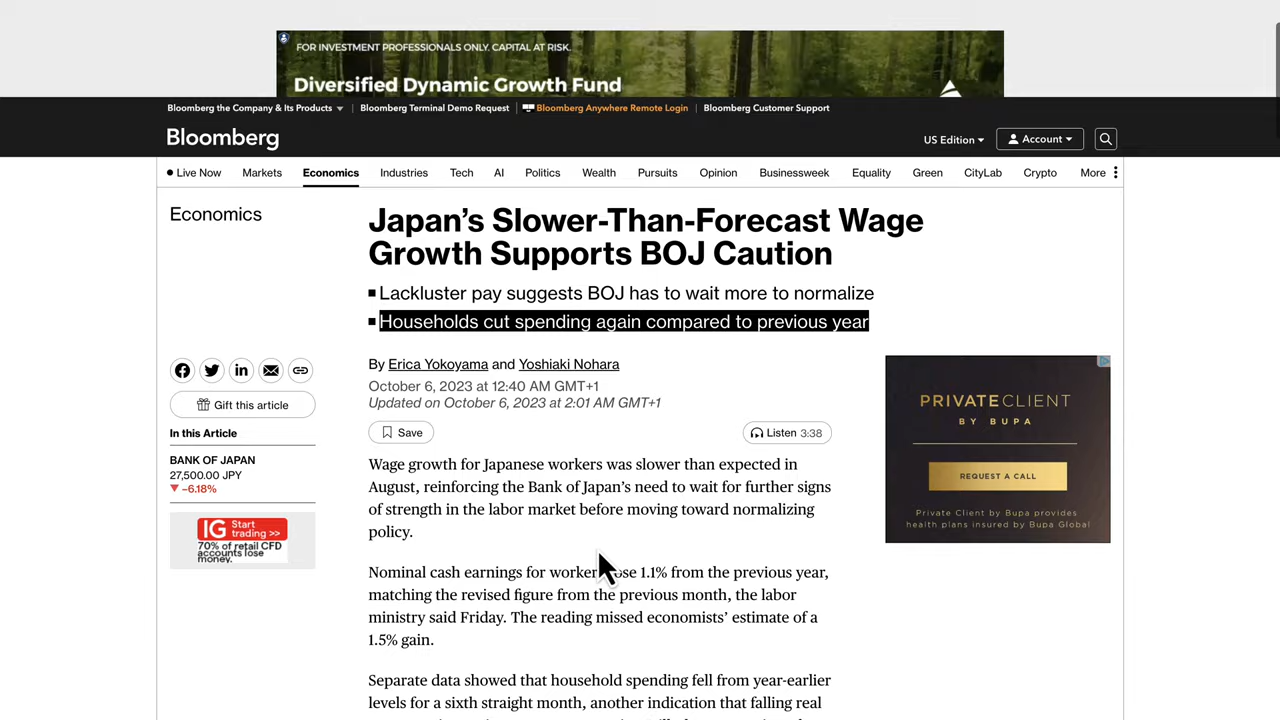 FOR INVESTMENT PROFESSIONALS ONLY. CAPITAL AT RISK.
Diversified Dynamic Growth Fund
Bloomberg the Company & Its Products
Bloomberg Terminal Demo Request
Bloomberg Anywhere Remote Login
Bloomberg Customer Support
Bloomberg
US Edition
Account
Live Now
Markets
Economics
Industries
Tech
AI
Politics
Wealth
Pursuits
Opinion
Businessweek
Equality
Green
CityLab
Crypto
More
Economics
Japan’s Slower-Than-Forecast Wage
Growth Supports BOJ Caution
Lackluster pay suggests BOJ has to wait more to normalize
Households cut spending again compared to previous year
By Erica Yokoyama and Yoshiaki Nohara
October 6, 2023 at 12:40 AM GMT+1
Updated on October 6, 2023 at 2:01 AM GMT+1
Gift this article
Save
Listen 3:38
In this Article
BANK OF JAPAN
27,500.00 JPY
▼ –6.18%
IG Start
trading >>
70% of retail CFD
accounts lose
money.
Wage growth for Japanese workers was slower than expected in
August, reinforcing the Bank of Japan’s need to wait for further signs
of strength in the labor market before moving toward normalizing
policy.
Nominal cash earnings for worker ose 1.1% from the previous year,
matching the revised figure from the previous month, the labor
ministry said Friday. The reading missed economists’ estimate of a
1.5% gain.
Separate data showed that household spending fell from year-earlier
levels for a sixth straight month, another indication that falling real
PRIVATECLIENT
BY BUPA
REQUEST A CALL
Private Client by Bupa provides
health plans insured by Bupa Global